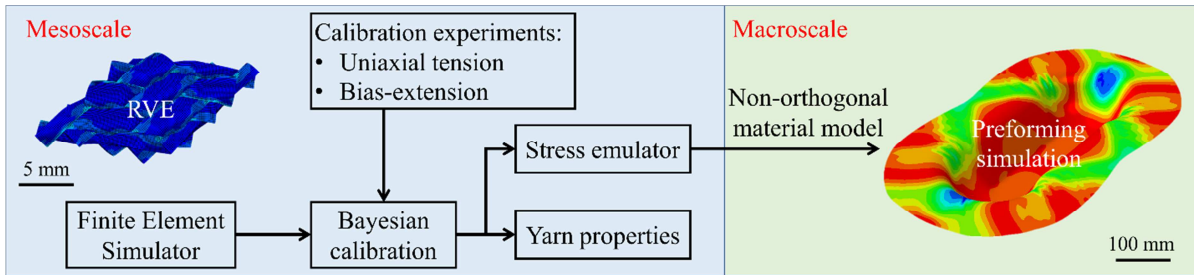 Mesoscale
RVE
5 mm
Calibration experiments:
• Uniaxial tension
• Bias-extension
Finite Element
Simulator
Bayesian
calibration
Stress emulator
Yarn properties
Macroscale
Non-orthogonal
material model
Preforming
simulation
100 mm